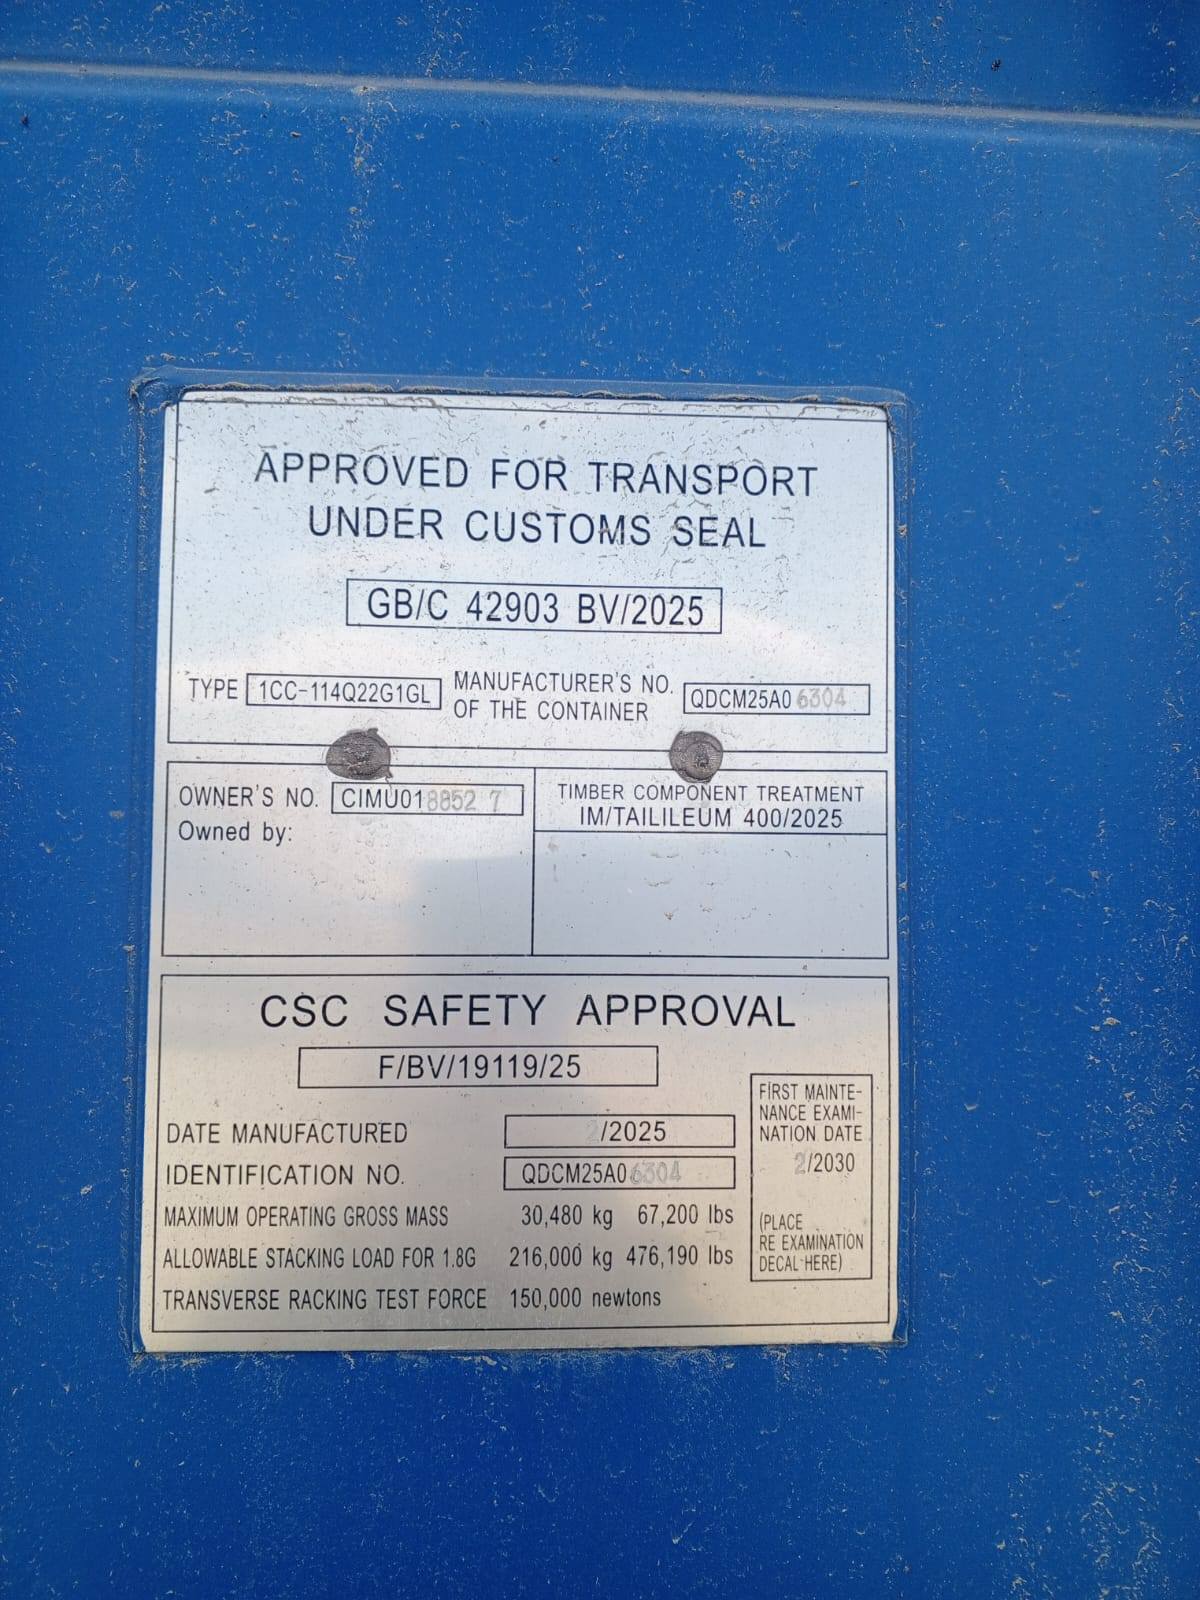 APPROVED FOR TRANSPORT
UNDER CUSTOMS SEAL
GB/C 42903 BV/2025
TYPE 1CC-114Q22G1GL MANUFACTURER'S NO. OF THE CONTAINER QDCM25A0 6304
OWNER'S NO. CIMU018852 7
Owned by:
TIMBER COMPONENT TREATMENT
IM/TAILILEUM 400/2025
CSC SAFETY APPROVAL
F/BV/19119/25
DATE MANUFACTURED 2/2025
IDENTIFICATION NO. QDCM25A06304
MAXIMUM OPERATING GROSS MASS 30,480 kg 67,200 lbs
ALLOWABLE STACKING LOAD FOR 1.8G 216,000 kg 476,190 lbs
TRANSVERSE RACKING TEST FORCE 150,000 newtons
FIRST MAINTE-
NANCE EXAMI-
NATION DATE
2/2030
(PLACE
RE EXAMINATION
DECAL HERE)